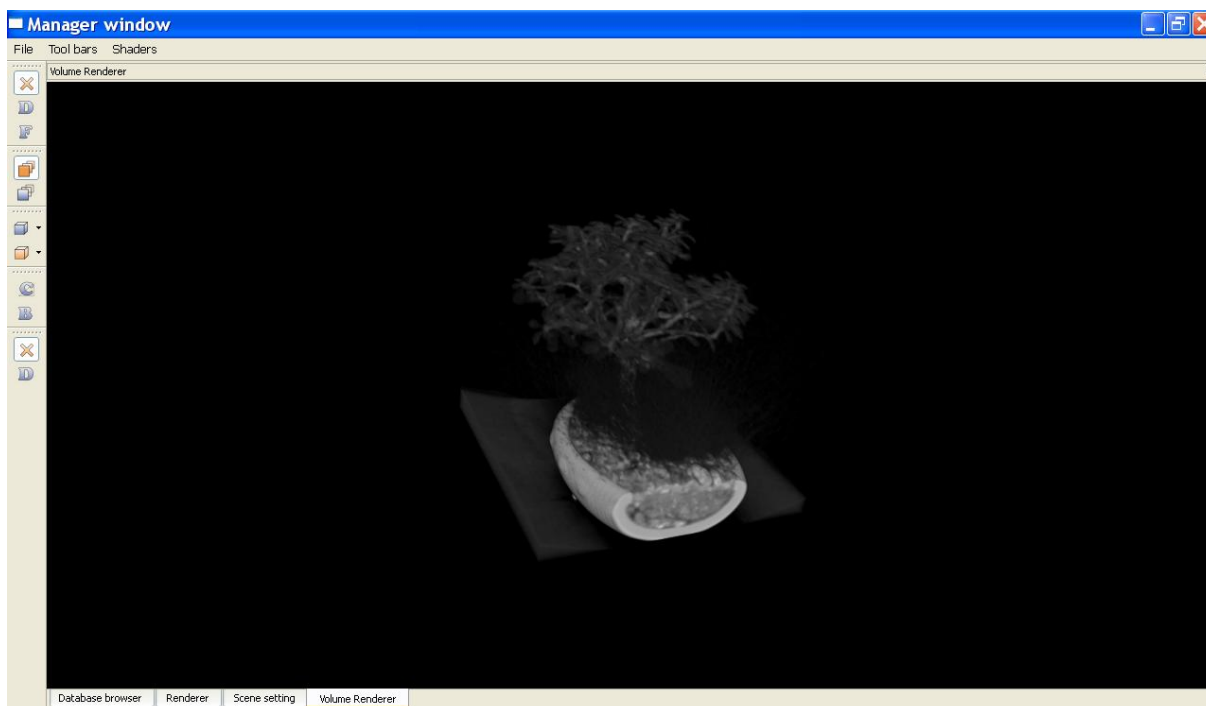 Manager window
File Tool bars Shaders
Volume Renderer
D
F
C
B
D
Database browser Renderer Scene setting Volume Renderer